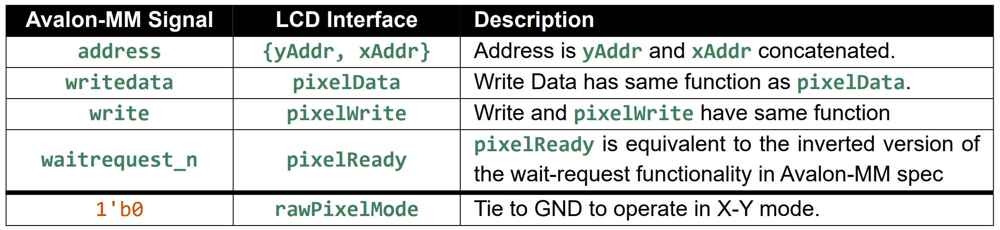 Avalon-MM Signal LCD Interface Description
address {yAddr, xAddr} Address is yAddr and xAddr concatenated.
writedata pixelData Write Data has same function as pixelData.
write pixelWrite Write and pixelWrite have same function
waitrequest_n pixelReady pixelReady is equivalent to the inverted version of
the wait-request functionality in Avalon-MM spec
1'b0 rawPixelMode Tie to GND to operate in X-Y mode.